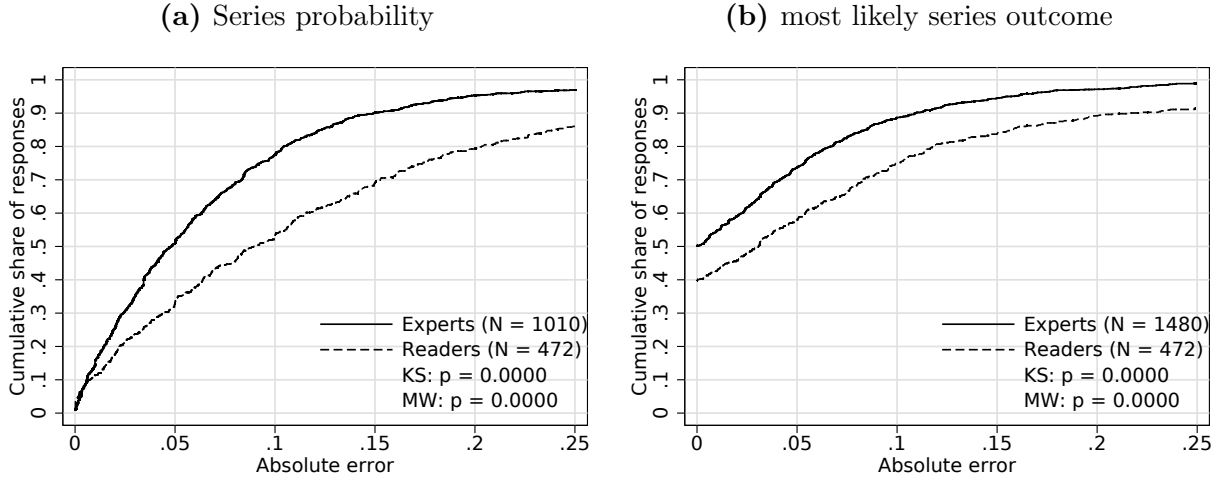 (a) Series probability
Cumulative share of responses
1
.9
.8
.7
.6
.5
.4
.3
.2
.1
0
Experts (N = 1010)
Readers (N = 472)
KS: p = 0.0000
MW: p = 0.0000
0 .05 .1 .15 .2 .25
Absolute error
(b) most likely series outcome
Cumulative share of responses
1
.9
.8
.7
.6
.5
.4
.3
.2
.1
0
Experts (N = 1480)
Readers (N = 472)
KS: p = 0.0000
MW: p = 0.0000
0 .05 .1 .15 .2 .25
Absolute error